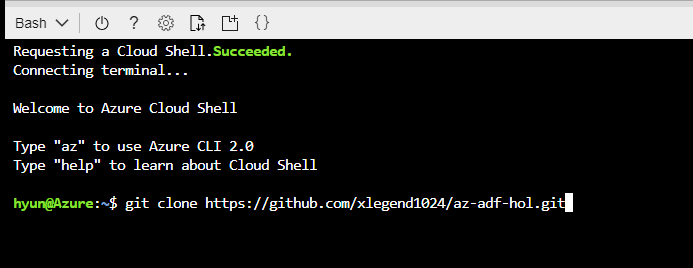 Bash ? {}
Requesting a Cloud Shell.Succeeded.
Connecting terminal...
Welcome to Azure Cloud Shell
Type "az" to use Azure CLI 2.0
Type "help" to learn about Cloud Shell
hyun@Azure:~$ git clone https://github.com/xlegend1024/az-adf-hol.git